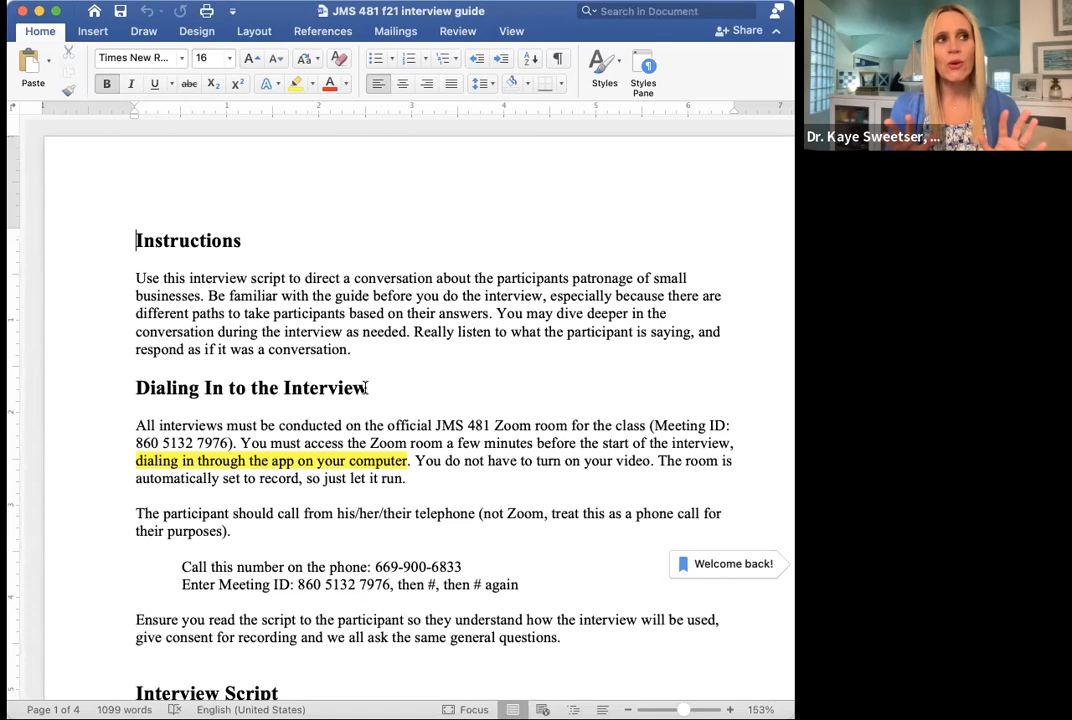 JMS 481 f21 interview guide
Search in Document
Home Insert Draw Design Layout References Mailings Review View
Share
Paste
Times New R... 16
Styles
Styles Pane
Dr. Kaye Sweetser, ...
Instructions
Use this interview script to direct a conversation about the participants patronage of small
businesses. Be familiar with the guide before you do the interview, especially because there are
different paths to take participants based on their answers. You may dive deeper in the
conversation during the interview as needed. Really listen to what the participant is saying, and
respond as if it was a conversation.
Dialing In to the Interview
All interviews must be conducted on the official JMS 481 Zoom room for the class (Meeting ID:
860 5132 7976). You must access the Zoom room a few minutes before the start of the interview,
dialing in through the app on your computer. You do not have to turn on your video. The room is
automatically set to record, so just let it run.
The participant should call from his/her/their telephone (not Zoom, treat this as a phone call for
their purposes).
Call this number on the phone: 669-900-6833
Enter Meeting ID: 860 5132 7976, then #, then # again
Welcome back!
Ensure you read the script to the participant so they understand how the interview will be used,
give consent for recording and we all ask the same general questions.
Interview Script
Page 1 of 4 1099 words English (United States) Focus 153%